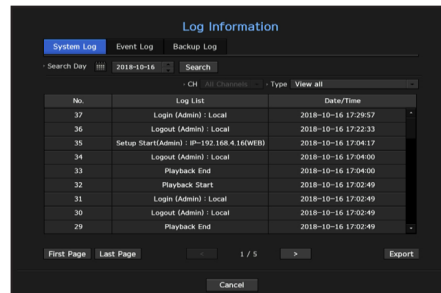 Log Information
System Log Event Log Backup Log
· Search Day 2018-10-16 Search
· CH All Channels · Type View all
No. Log List Date/Time
37 Login (Admin) : Local 2018-10-16 17:29:57
36 Logout (Admin) : Local 2018-10-16 17:22:33
35 Setup Start(Admin) : IP-192.168.4.16(WEB) 2018-10-16 17:04:17
34 Logout (Admin) : Local 2018-10-16 17:04:00
33 Playback End 2018-10-16 17:04:00
32 Playback Start 2018-10-16 17:02:49
31 Login (Admin) : Local 2018-10-16 17:02:49
30 Logout (Admin) : Local 2018-10-16 17:02:49
29 Playback End 2018-10-16 17:02:49
First Page Last Page < 1 / 5 > Export
Cancel